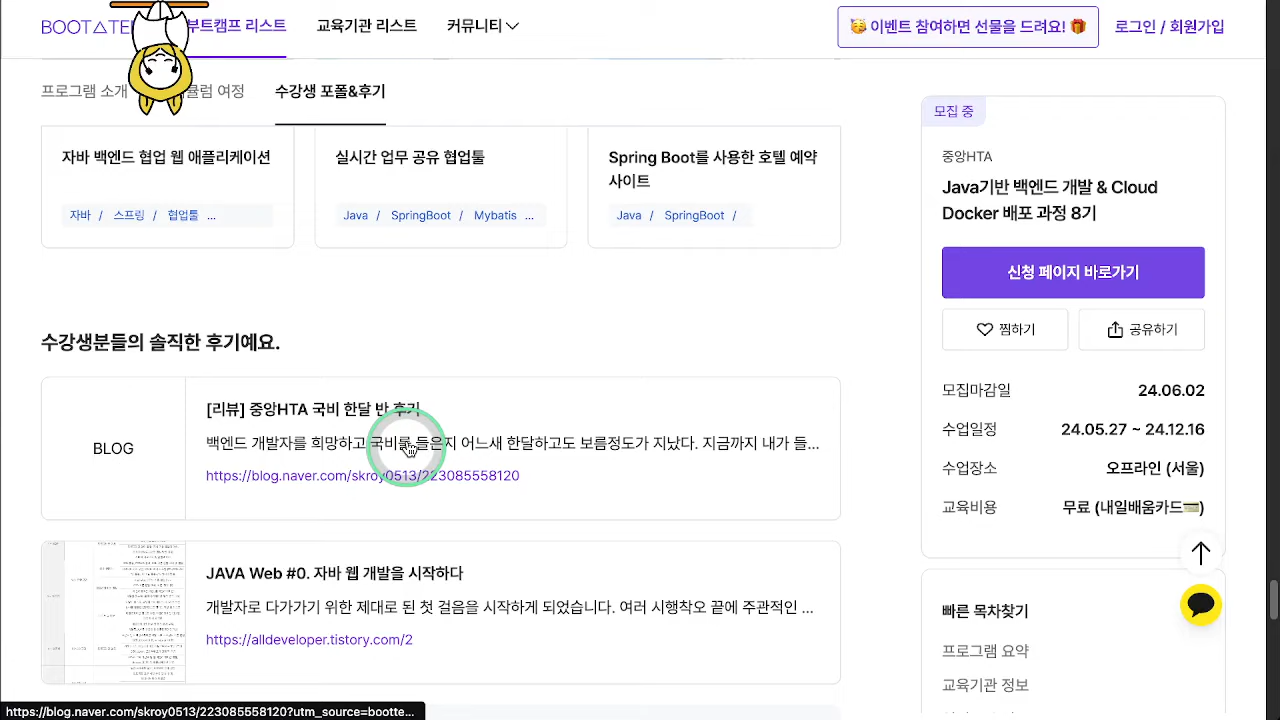 BOOT
부트캠프 리스트
교육기관 리스트
커뮤니티
🥳 이벤트 참여하면 선물을 드려요! 🎁
로그인 / 회원가입
프로그램 소개
여정
수강생 포폴&후기
자바 백엔드 협업 웹 애플리케이션
자바 / 스프링 / 협업툴 ...
실시간 업무 공유 협업툴
Java / SpringBoot / Mybatis ...
Spring Boot를 사용한 호텔 예약
사이트
Java / SpringBoot /
수강생분들의 솔직한 후기예요.
BLOG
[리뷰] 중앙HTA 국비 한달 반 후기
백엔드 개발자를 희망하고 국비를 들은지 어느새 한달하고도 보름정도가 지났다. 지금까지 내가 들...
https://blog.naver.com/skroy0513/223085558120
JAVA Web #0. 자바 웹 개발을 시작하다
개발자로 다가가기 위한 제대로 된 첫 걸음을 시작하게 되었습니다. 여러 시행착오 끝에 주관적인 ...
https://alldeveloper.tistory.com/2
모집 중
중앙HTA
Java기반 백엔드 개발 & Cloud
Docker 배포 과정 8기
신청 페이지 바로가기
찜하기
공유하기
모집마감일
24.06.02
수업일정
24.05.27 ~ 24.12.16
수업장소
오프라인 (서울)
교육비용
무료 (내일배움카드💳)
빠른 목차찾기
프로그램 요약
교육기관 정보
https://blog.naver.com/skroy0513/223085558120?utm_source=bootte...